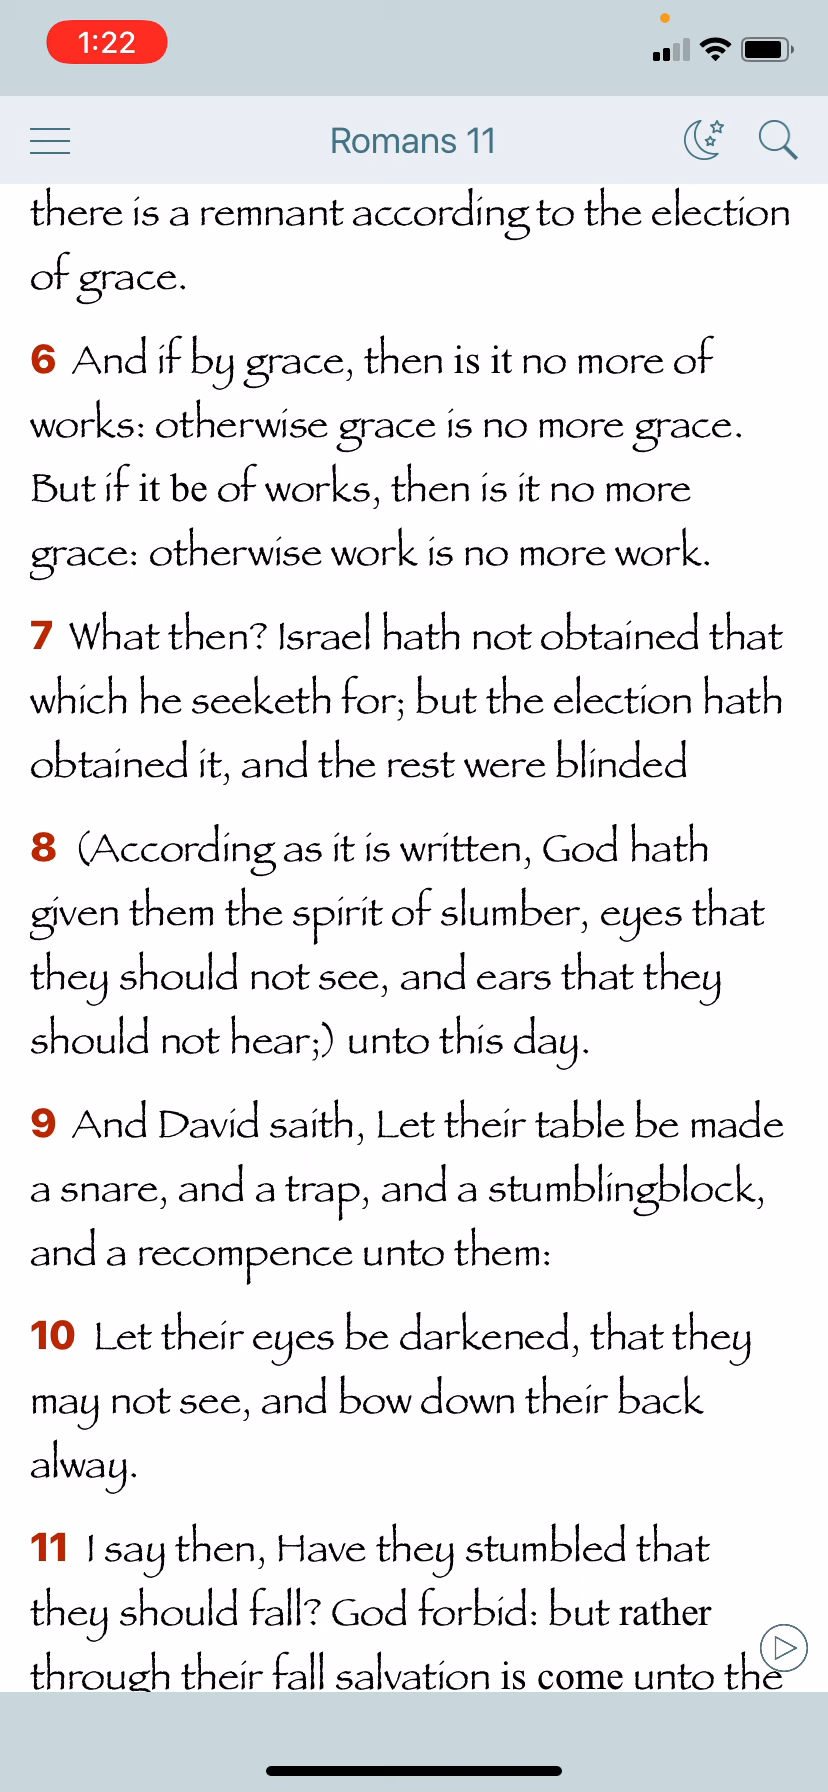 1:22
Romans 11
there is a remnant according to the election
of grace.
6 And if by grace, then is it no more of
works: otherwise grace is no more grace.
But if it be of works, then is it no more
grace: otherwise work is no more work.
7 What then? Israel hath not obtained that
which he seeketh for; but the election hath
obtained it, and the rest were blinded
8 (According as it is written, God hath
given them the spirit of slumber, eyes that
they should not see, and ears that they
should not hear;) unto this day.
9 And David saith, Let their table be made
a snare, and a trap, and a stumblingblock,
and a recompence unto them:
10 Let their eyes be darkened, that they
may not see, and bow down their back
alway.
11 I say then, Have they stumbled that
they should fall? God forbid: but rather
through their fall salvation is come unto the